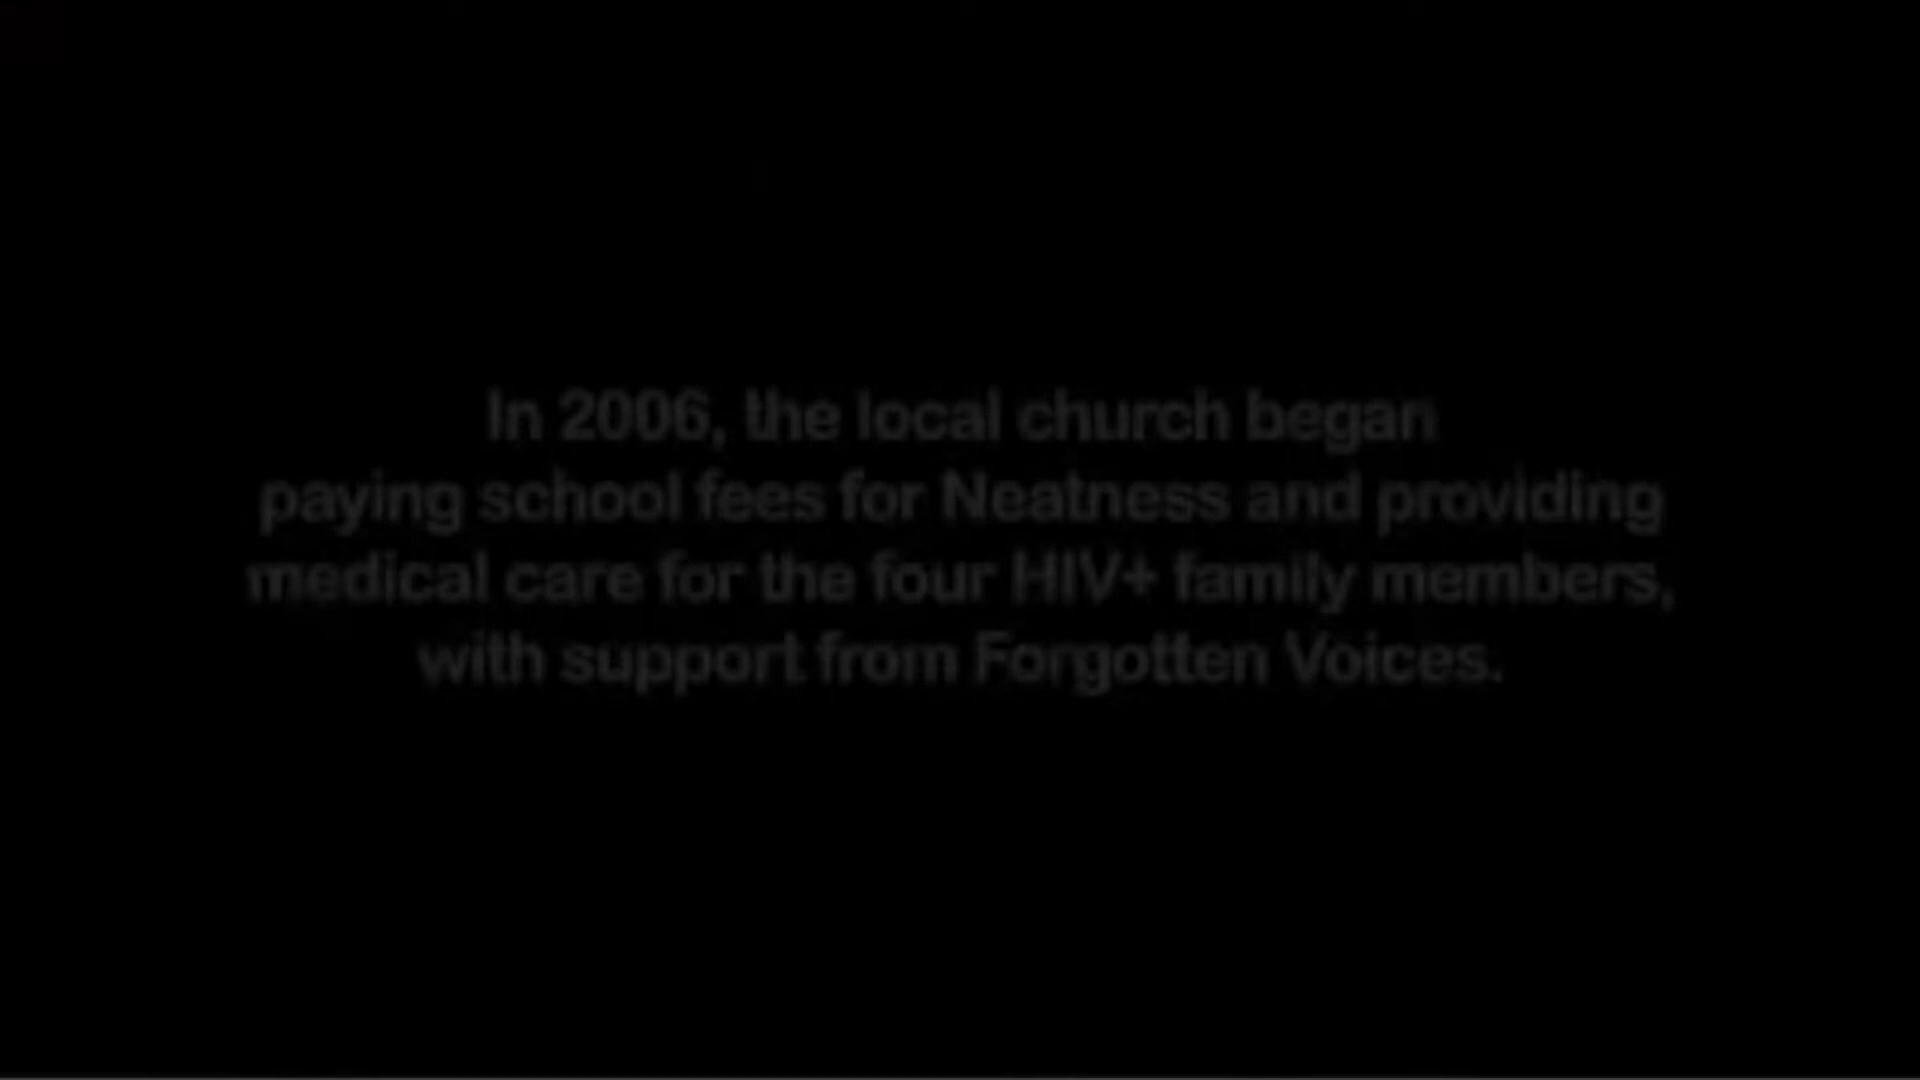 In 2006, the local church began
paying school fees for Neatness and providing
medical care for the four HIV+ family members,
with support from Forgotten Voices.